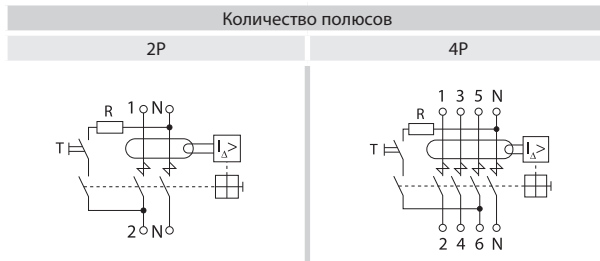 Количество полюсов
2P 4P
1 N
R
T
I∆>
2 N
1 3 5 N
R
T
I∆>
2 4 6 N